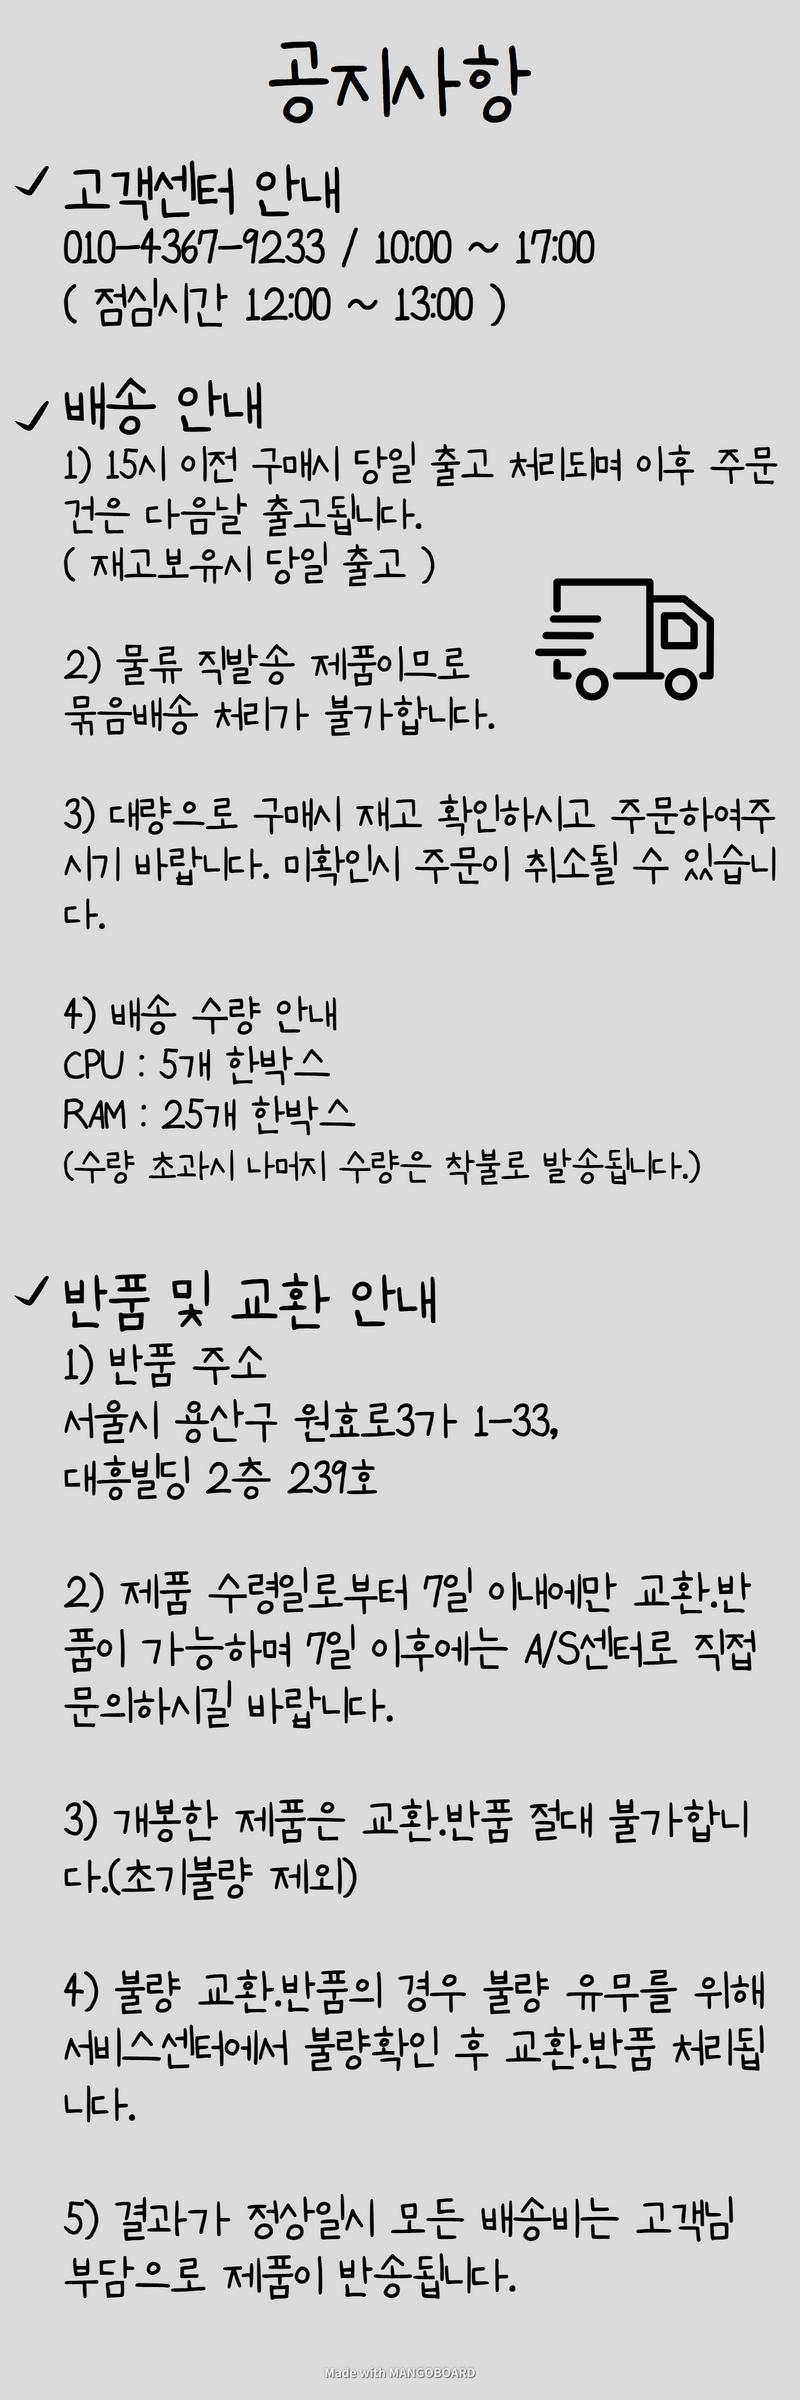 공지사항
고객센터 안내
010-4367-9233 / 10:00 ~ 17:00
( 점심시간 12:00 ~ 13:00 )
배송 안내
1) 15시 이전 구매시 당일 출고 처리되며 이후 주문
건은 다음날 출고됩니다.
( 재고보유시 당일 출고 )
2) 물류 직발송 제품이므로
묶음배송 처리가 불가합니다.
3) 대량으로 구매시 재고 확인하시고 주문하여주
시기 바랍니다. 미확인시 주문이 취소될 수 있습니
다.
4) 배송 수량 안내
CPU : 5개 한박스
RAM : 25개 한박스
(수량 초과시 나머지 수량은 착불로 발송됩니다.)
반품 및 교환 안내
1) 반품 주소
서울시 용산구 원효로3가 1-33,
대흥빌딩 2층 239호
2) 제품 수령일로부터 7일 이내에만 교환.반
품이 가능하며 7일 이후에는 A/S센터로 직접
문의하시길 바랍니다.
3) 개봉한 제품은 교환.반품 절대 불가합니
다.(초기불량 제외)
4) 불량 교환.반품의 경우 불량 유무를 위해
서비스센터에서 불량확인 후 교환.반품 처리됩
니다.
5) 결과가 정상일시 모든 배송비는 고객님
부담으로 제품이 반송됩니다.
Made with MANGOBOARD